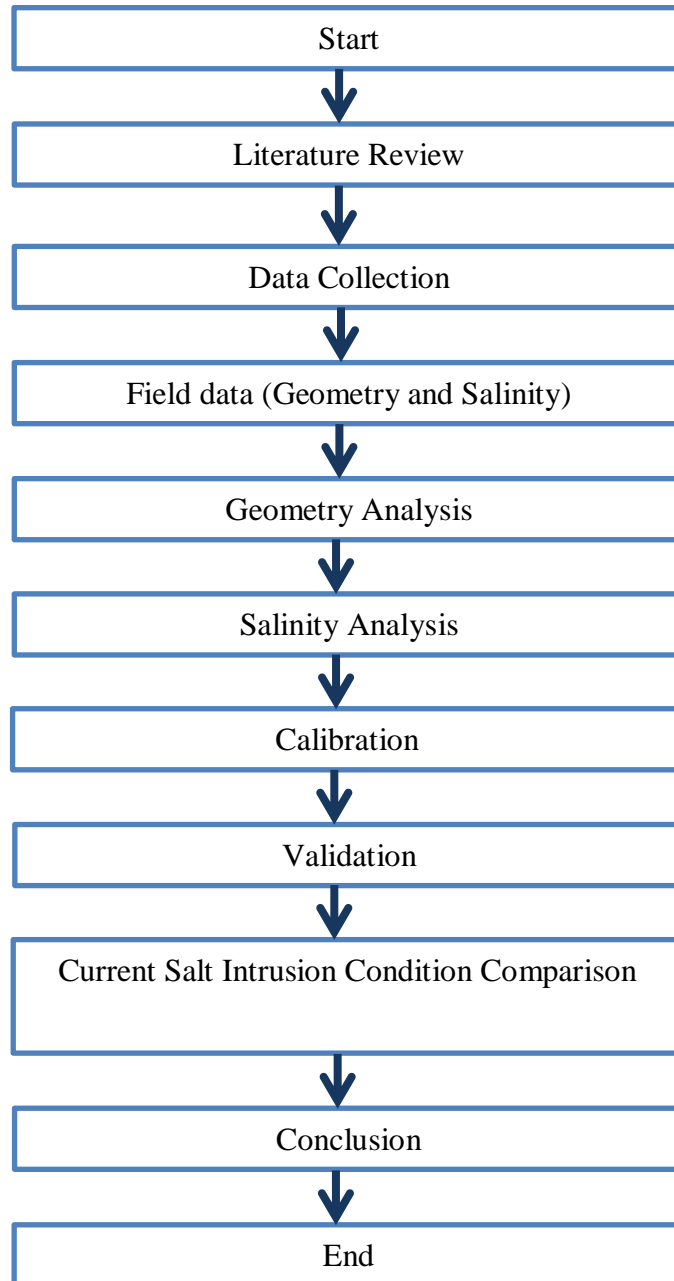 Start
Literature Review
Data Collection
Field data (Geometry and Salinity)
Geometry Analysis
Salinity Analysis
Calibration
Validation
Current Salt Intrusion Condition Comparison
Conclusion
End